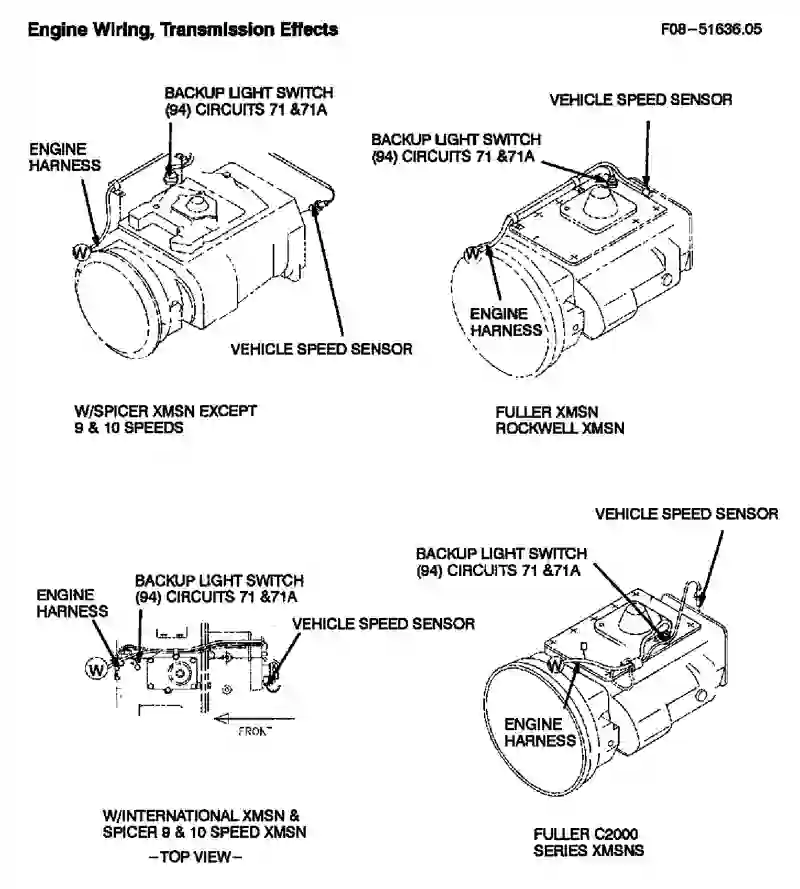 Engine Wiring, Transmission Effects
F08-51636.05
BACKUP LIGHT SWITCH
(94) CIRCUITS 71 &71A
ENGINE
HARNESS
W
VEHICLE SPEED SENSOR
W/SPICER XMSN EXCEPT
9 & 10 SPEEDS
VEHICLE SPEED SENSOR
BACKUP LIGHT SWITCH
(94) CIRCUITS 71 &71A
W
ENGINE
HARNESS
FULLER XMSN
ROCKWELL XMSN
ENGINE
HARNESS
BACKUP LIGHT SWITCH
(94) CIRCUITS 71 &71A
VEHICLE SPEED SENSOR
W
FRONT
W/INTERNATIONAL XMSN &
SPICER 9 & 10 SPEED XMSN
-TOP VIEW-
VEHICLE SPEED SENSOR
BACKUP LIGHT SWITCH
(94) CIRCUITS 71 &71A
W
ENGINE
HARNESS
FULLER C2000
SERIES XMSNS